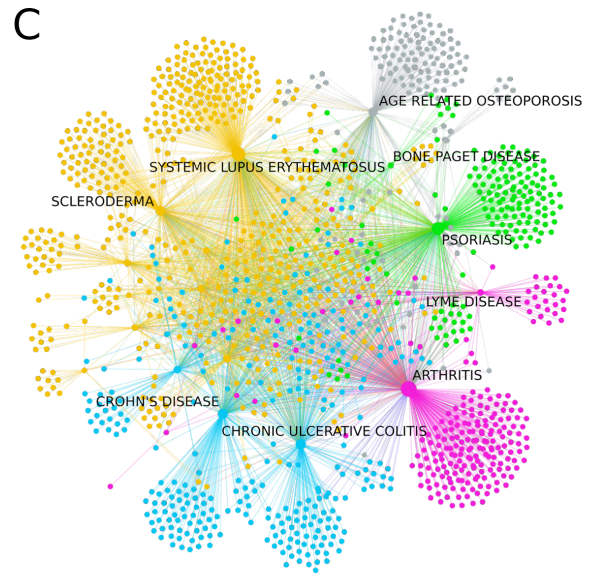 C
AGE RELATED OSTEOPOROSIS
BONE PAGET DISEASE
SYSTEMIC LUPUS ERYTHEMATOSUS
SCLERODERMA
PSORIASIS
LYME DISEASE
ARTHRITIS
CROHN'S DISEASE
CHRONIC ULCERATIVE COLITIS